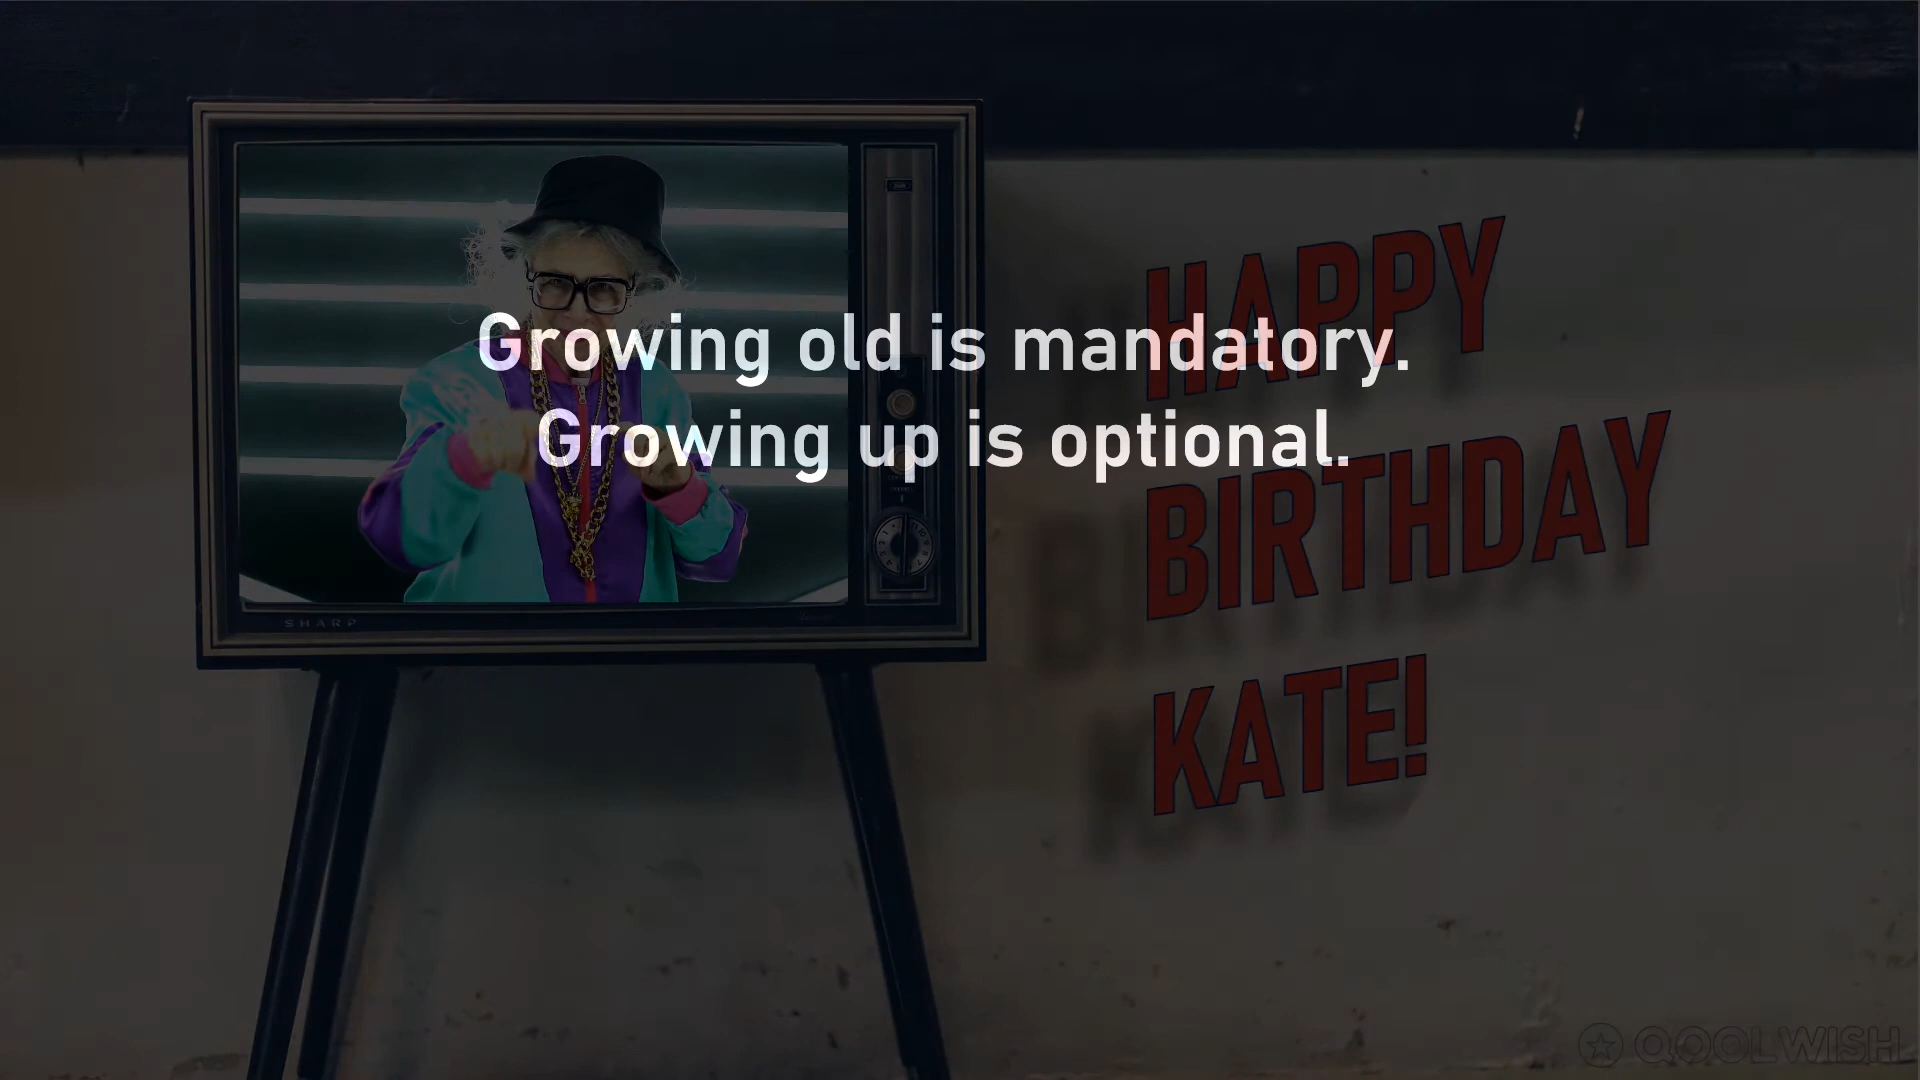 Growing old is mandatory.
Growing up is optional.
HAPPY
BIRTHDAY
KATE!
SHARP
QOOLWISH